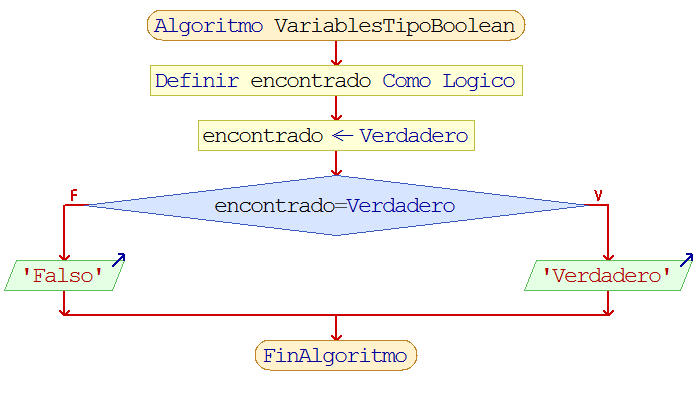 Algoritmo VariablesTipoBoolean
Definir encontrado Como Logico
encontrado ← Verdadero
F
V
encontrado=Verdadero
'Falso'
'Verdadero'
FinAlgoritmo